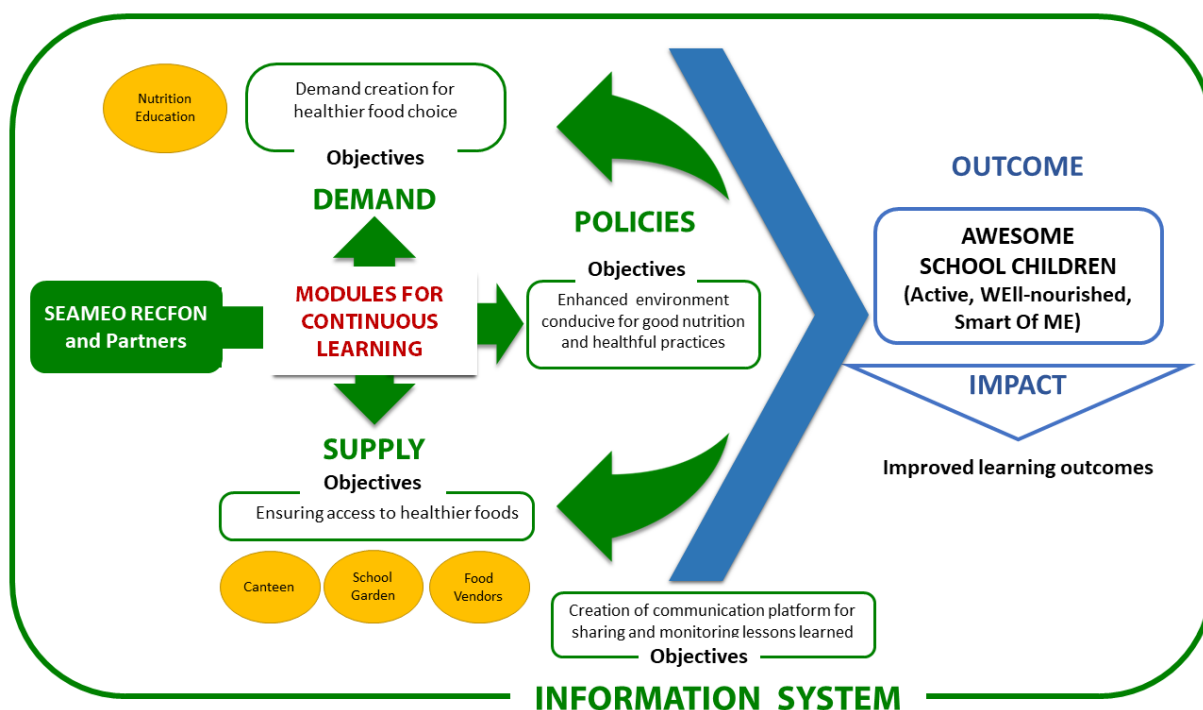 Nutrition
Education
Demand creation for
healthier food choice
Objectives
DEMAND
POLICIES
Objectives
Enhanced environment
conducive for good nutrition
and healthful practices
SEAMEO RECFON
and Partners
MODULES FOR
CONTINUOUS
LEARNING
SUPPLY
Objectives
Ensuring access to healthier foods
Canteen
School
Garden
Food
Vendors
Creation of communication platform for
sharing and monitoring lessons learned
Objectives
INFORMATION SYSTEM
OUTCOME
AWESOME
SCHOOL CHILDREN
(Active, WEll-nourished,
Smart Of ME)
IMPACT
Improved learning outcomes